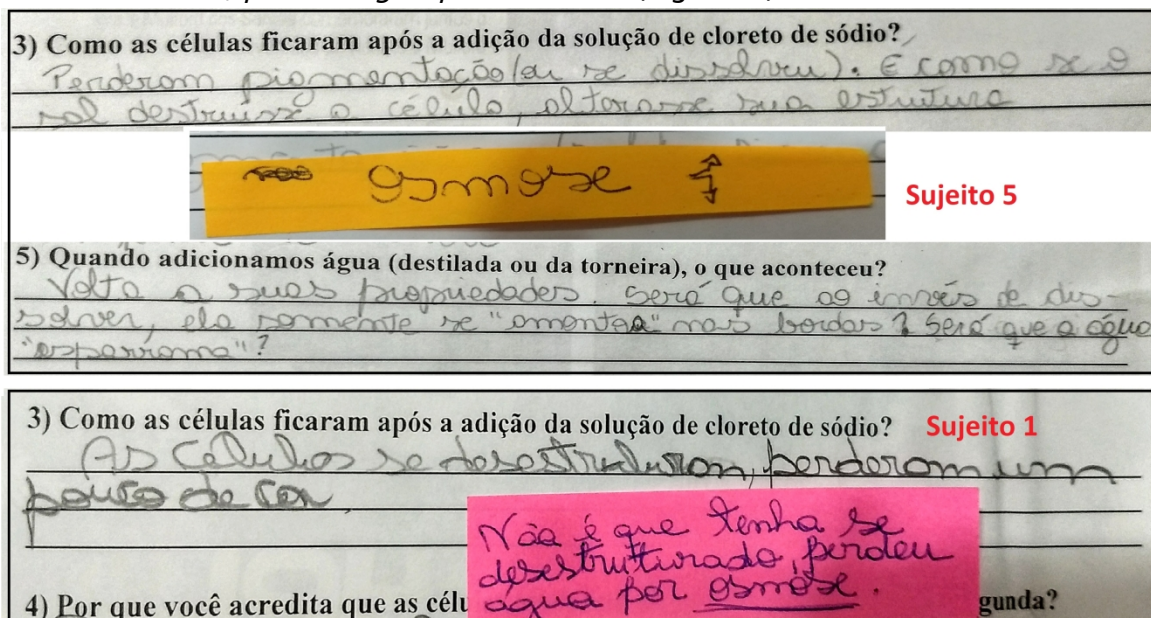 3) Como as células ficaram após a adição da solução de cloreto de sódio?
Perderam pigmentação (ou se dissolveu). É como se o
sal destruísse a célula, alterasse sua estrutura
osmose
Sujeito 5
5) Quando adicionamos água (destilada ou da torneira), o que aconteceu?
Volta a suas propriedades. Será que ao invéis de dis-
solver, ela somente se "amontoa" nas bordas? Será que a água
"esparrama"?
3) Como as células ficaram após a adição da solução de cloreto de sódio?
Sujeito 1
As células se desestruturon, perderam um
pouco de cor
Não é que tenha se
desestruturado, perdeu
água por osmose.
4) Por que você acredita que as célu
gunda?